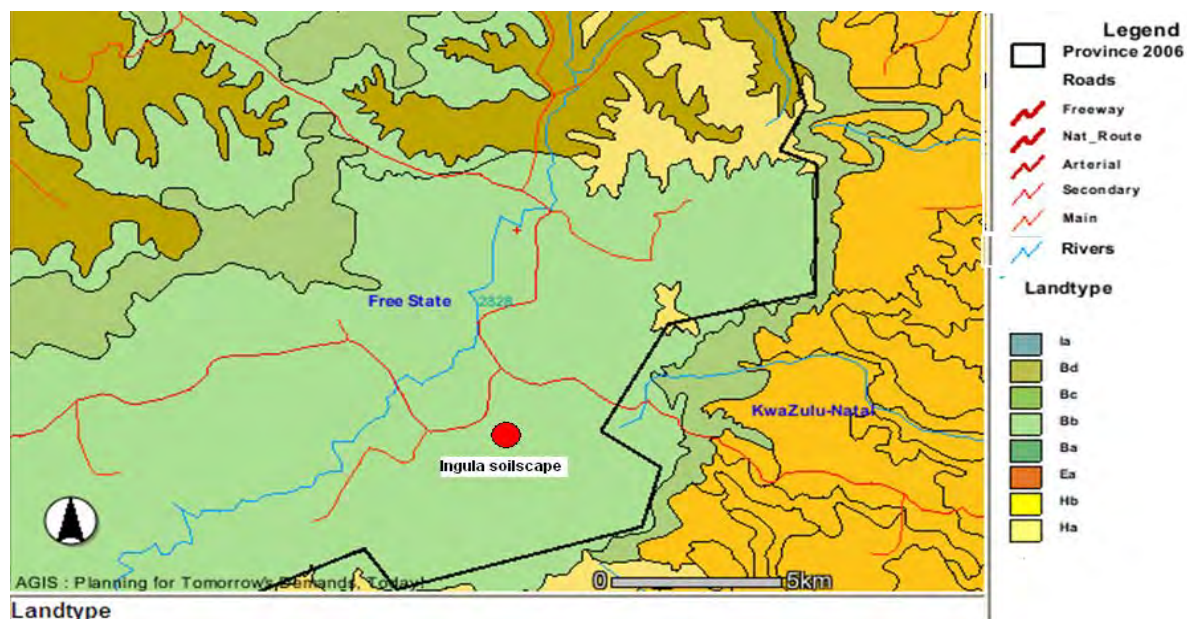 Free State
2828
Ingula soilscape
KwaZulu-Natal
AGIS : Planning for Tomorrow's Demands, Today!
0 5km
Landtype
Legend
Province 2006
Roads
Freeway
Nat_Route
Arterial
Secondary
Main
Rivers
Landtype
Ia
Bd
Bc
Bb
Ba
Ea
Hb
Ha